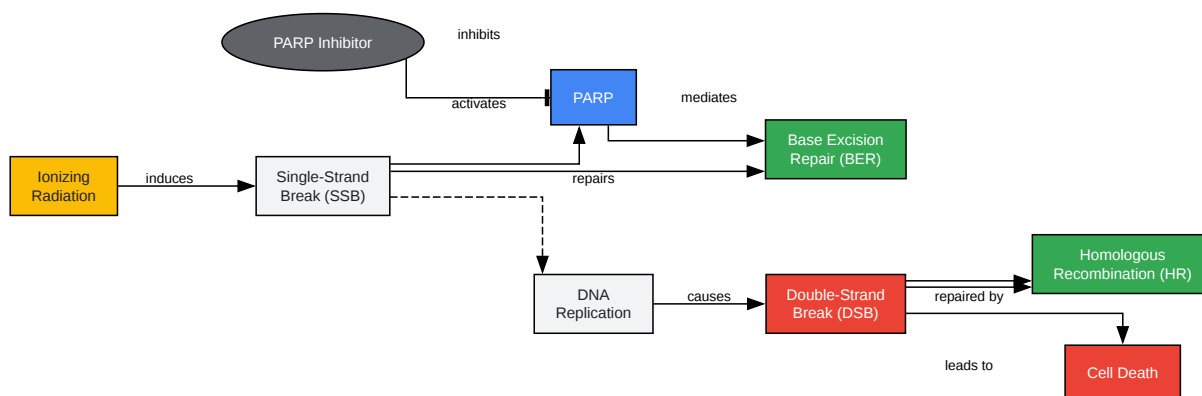 PARP Inhibitor
inhibits
activates
PARP
mediates
Base Excision
Repair (BER)
Ionizing
Radiation
induces
Single-Strand
Break (SSB)
repairs
DNA
Replication
causes
Double-Strand
Break (DSB)
repaired by
Homologous
Recombination (HR)
leads to
Cell Death